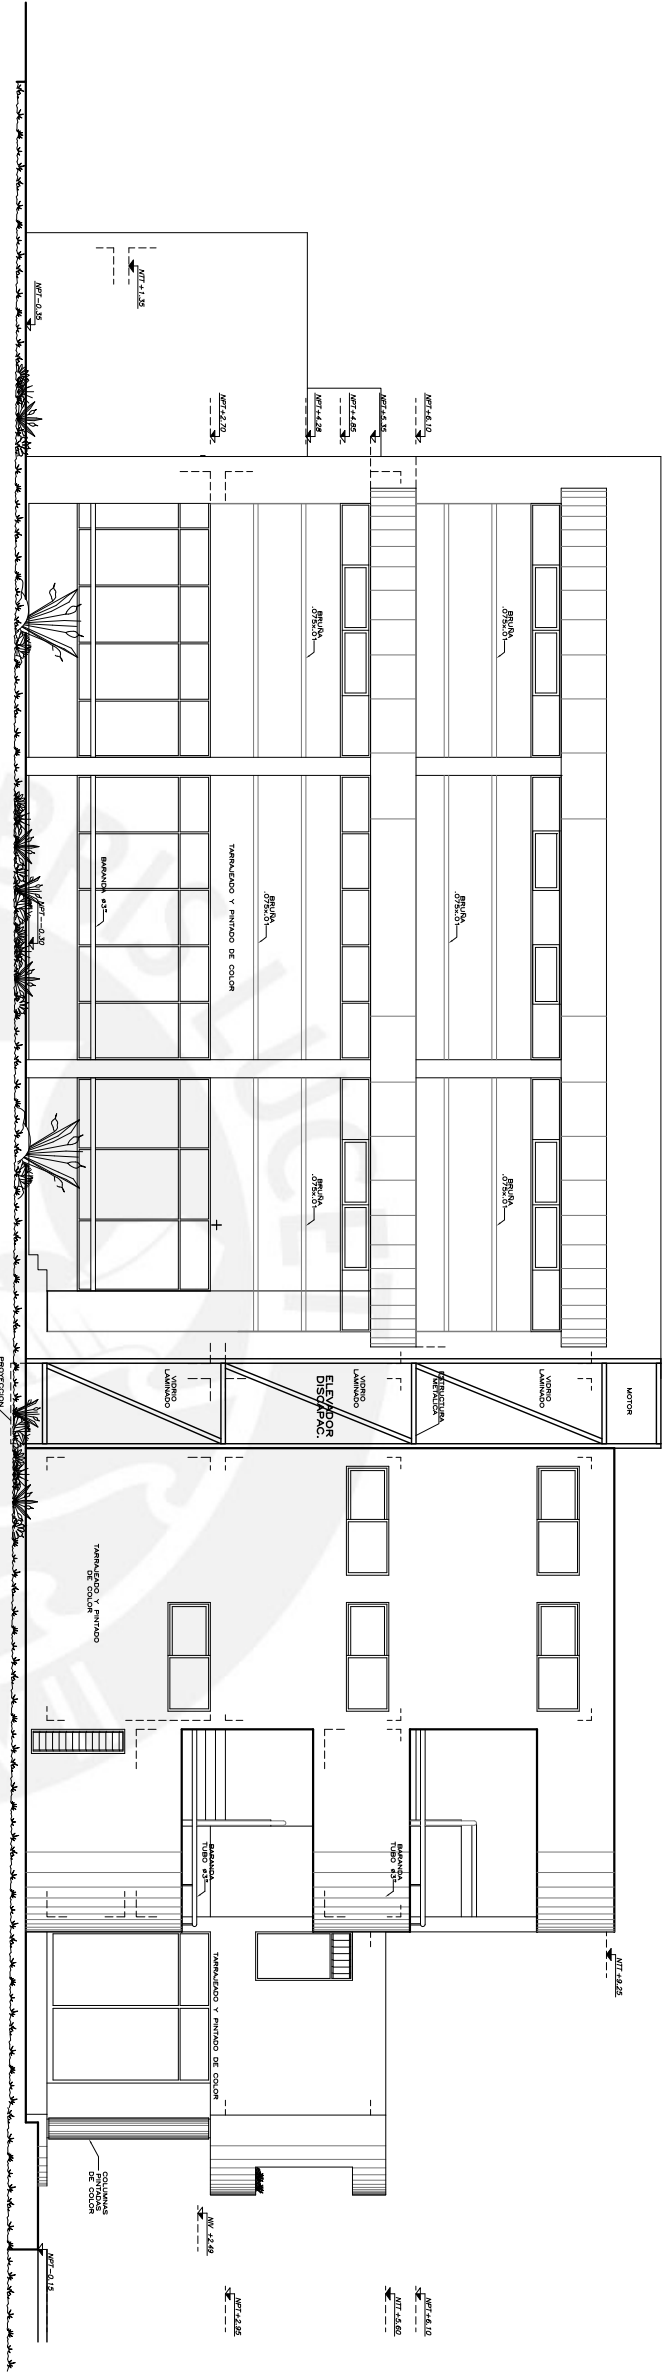 NTT +1.35
NPT-0.35
NPT+2.70
NPT+4.28
NPT+4.85
NPT+5.35
NPT+6.10
BRUÑA
.075x.01
BRUÑA
.075x.01
BRUÑA
.075x.01
BRUÑA
.075x.01
TARRAJEADO Y PINTADO DE COLOR
BARANDA ø3"
NPT-0.30
BRUÑA
.075x.01
BRUÑA
.075x.01
MOTOR
VIDRIO
LAMINADO
ESTRUCTURA
METALICA
VIDRIO
LAMINADO
ELEVADOR
DISCAPAC.
VIDRIO
LAMINADO
PROYECCION
TARRAJEADO Y PINTADO
DE COLOR
BARANDA
TUBO ø3"
BARANDA
TUBO ø3"
NTT +9.25
TARRAJEADO Y PINTADO DE COLOR
COLUMNAS
PINTADAS
DE COLOR
NIV +2.49
NPT-0.15
NPT+2.95
NTT +5.60
NPT+6.10